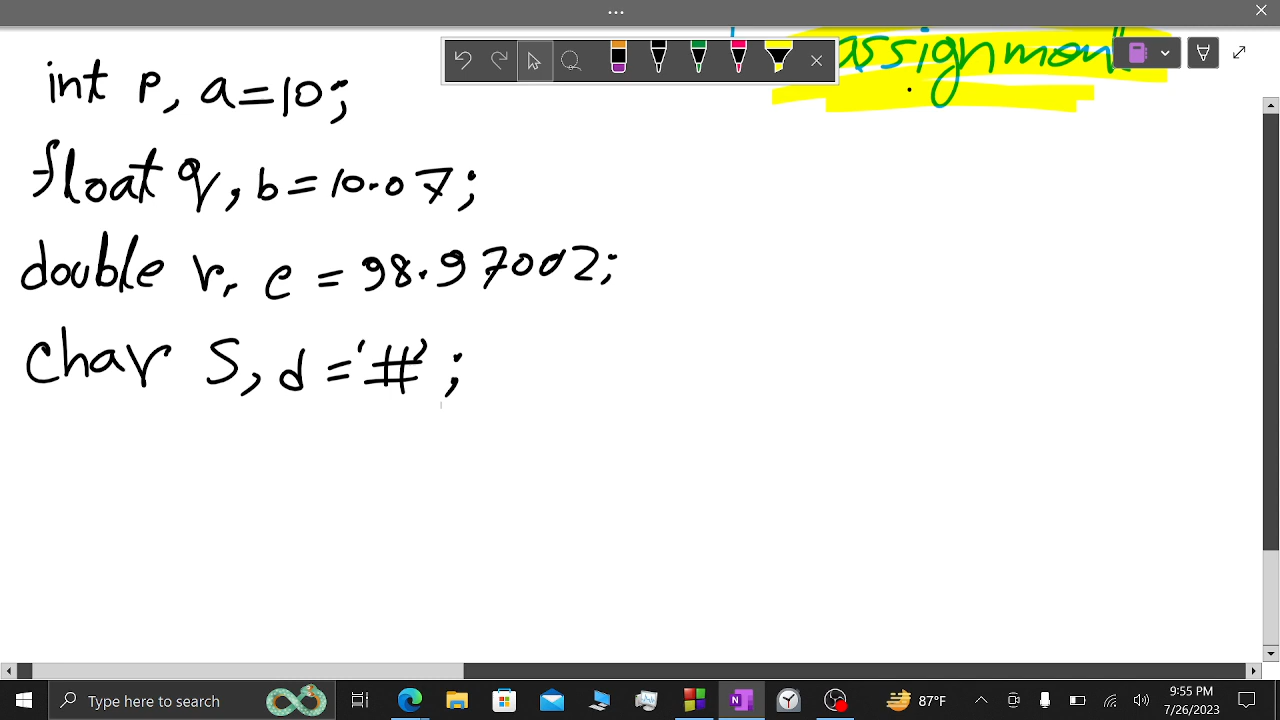 ...
assignmen"
int p, a=10;
float q, b=10.07;
double r, c = 98.97002;
char S, d = '#';
Type here to search
87°F
9:55 PM
7/26/2023